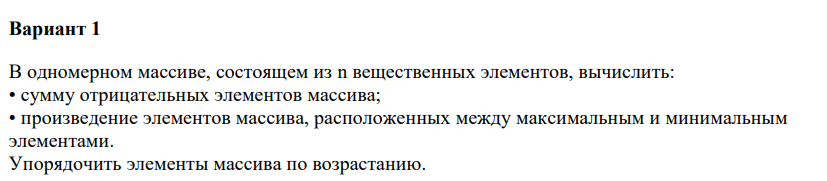 Вариант 1
В одномерном массиве, состоящем из n вещественных элементов, вычислить:
• сумму отрицательных элементов массива;
• произведение элементов массива, расположенных между максимальным и минимальным
элементами.
Упорядочить элементы массива по возрастанию.